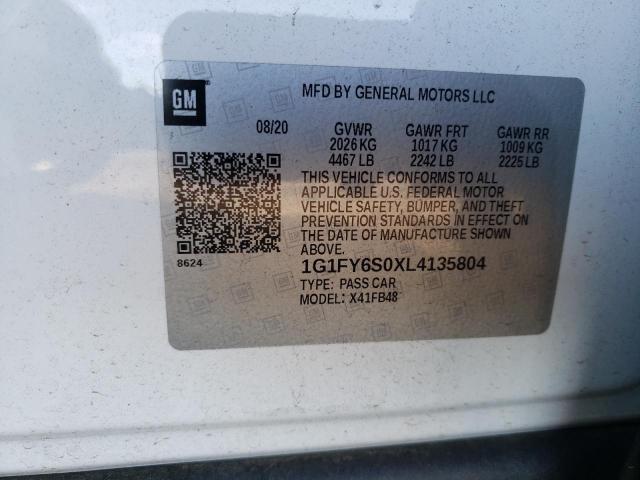 GM
MFD BY GENERAL MOTORS LLC
08/20 GVWR GAWR FRT GAWR RR
2026 KG 1017 KG 1009 KG
4467 LB 2242 LB 2225 LB
THIS VEHICLE CONFORMS TO ALL
APPLICABLE U.S. FEDERAL MOTOR
VEHICLE SAFETY, BUMPER, AND THEFT
PREVENTION STANDARDS IN EFFECT ON
THE DATE OF MANUFACTURE SHOWN
ABOVE.
8624
1G1FY6S0XL4135804
TYPE: PASS CAR
MODEL: X41FB48